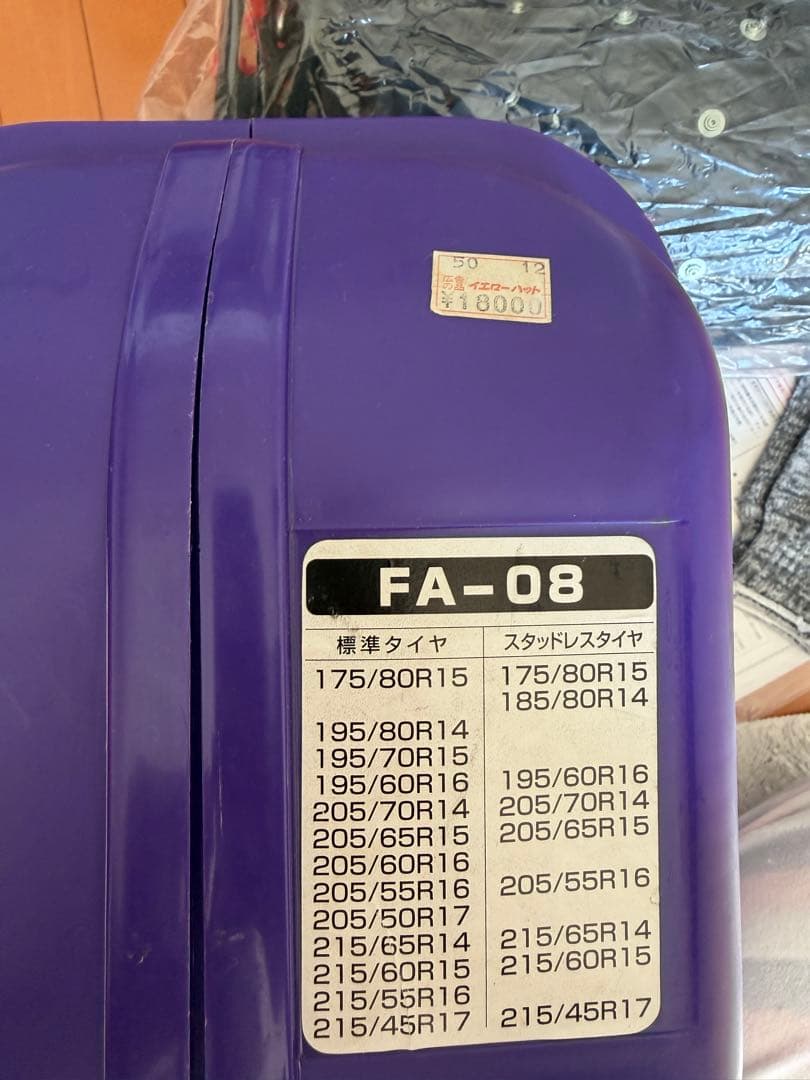 50 12
イエローハット
¥18000
FA-08
標準タイヤ スタッドレスタイヤ
175/80R15 175/80R15
185/80R14
195/80R14
195/70R15
195/60R16 195/60R16
205/70R14 205/70R14
205/65R15 205/65R15
205/60R16
205/55R16 205/55R16
205/50R17
215/65R14 215/65R14
215/60R15 215/60R15
215/55R16
215/45R17 215/45R17